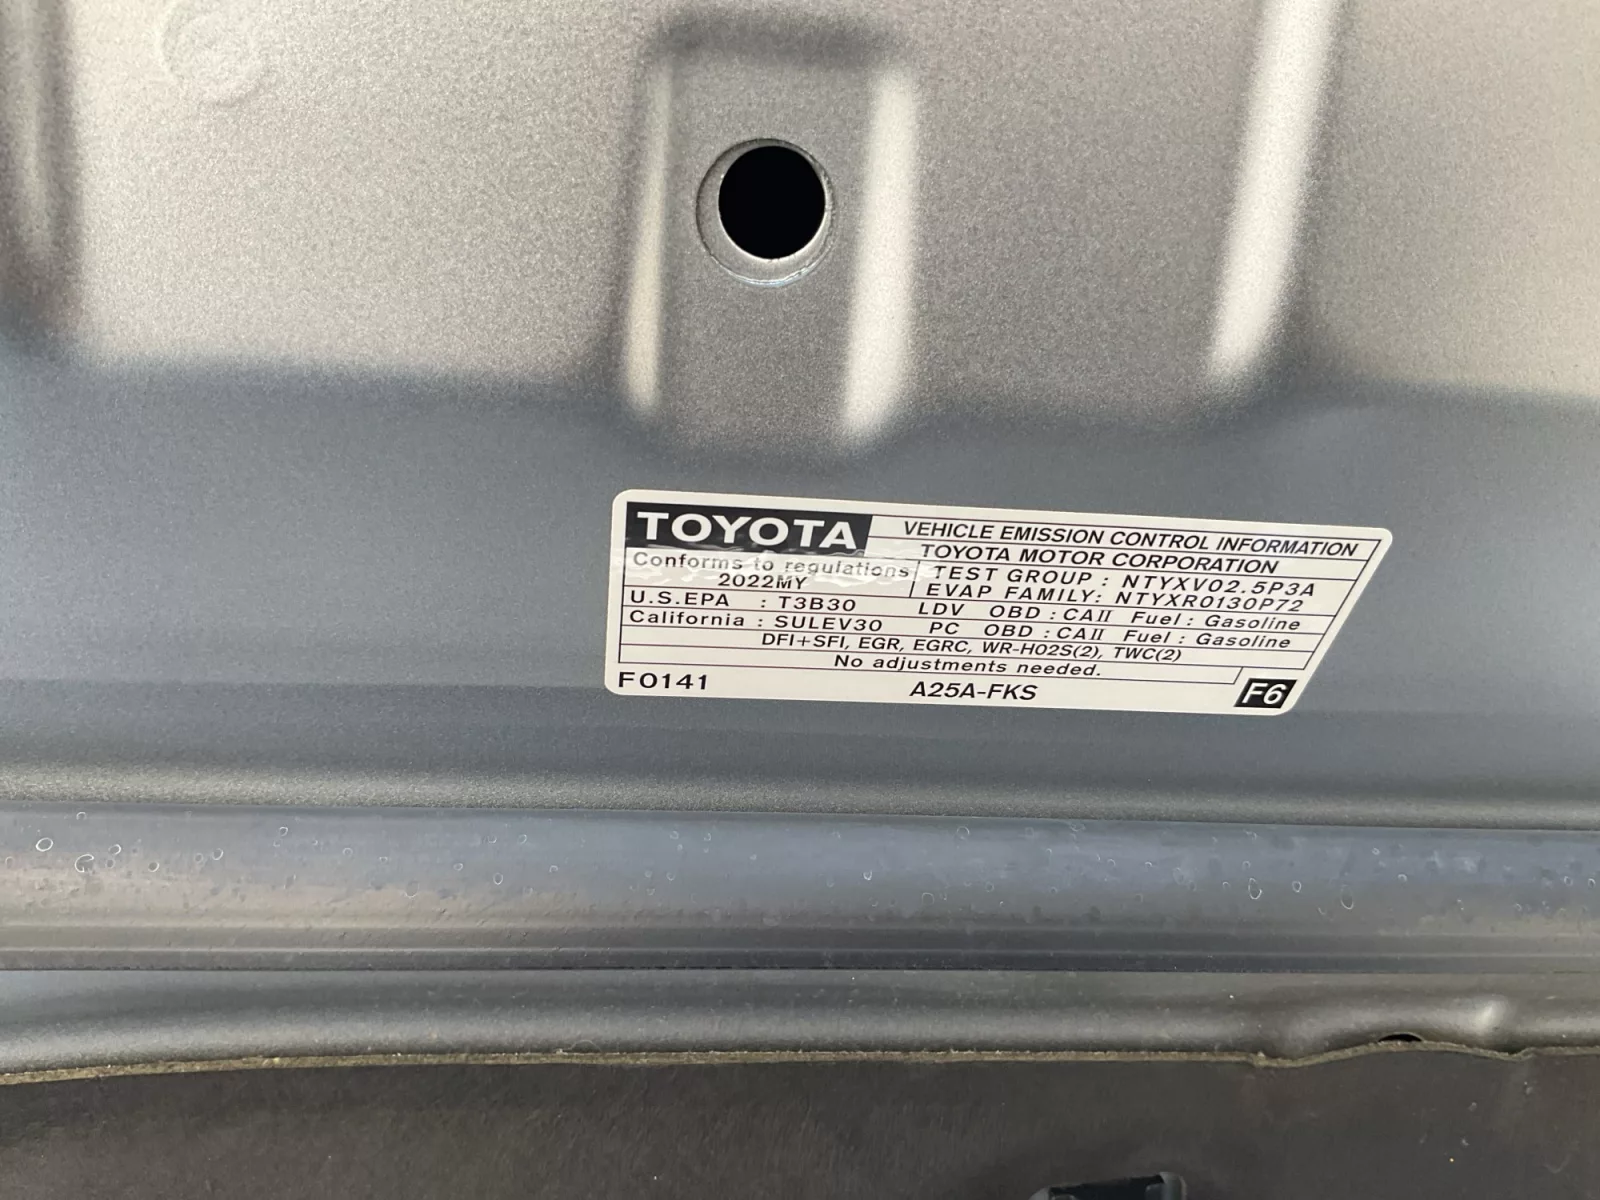 TOYOTA
VEHICLE EMISSION CONTROL INFORMATION
TOYOTA MOTOR CORPORATION
Conforms to regulations
2022MY
TEST GROUP : NTYXV02.5P3A
EVAP FAMILY: NTYXR0130P72
U.S.EPA : T3B30 LDV OBD : CAII Fuel : Gasoline
California : SULEV30 PC OBD : CAII Fuel : Gasoline
DFI+SFI, EGR, EGRC, WR-HO2S(2), TWC(2)
No adjustments needed.
F0141 A25A-FKS F6